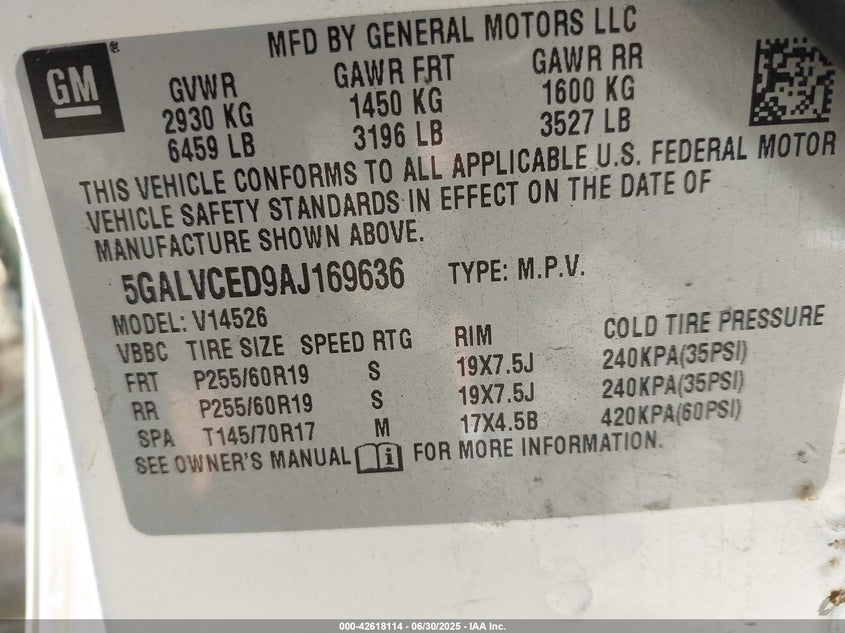 MFD BY GENERAL MOTORS LLC
GM
GVWR GAWR FRT GAWR RR
2930 KG 1450 KG 1600 KG
6459 LB 3196 LB 3527 LB
THIS VEHICLE CONFORMS TO ALL APPLICABLE U.S. FEDERAL MOTOR
VEHICLE SAFETY STANDARDS IN EFFECT ON THE DATE OF
MANUFACTURE SHOWN ABOVE.
5GALVCED9AJ169636 TYPE: M.P.V.
MODEL: V14526
VBBC TIRE SIZE SPEED RTG RIM COLD TIRE PRESSURE
FRT P255/60R19 S 19X7.5J 240KPA(35PSI)
RR P255/60R19 S 19X7.5J 240KPA(35PSI)
SPA T145/70R17 M 17X4.5B 420KPA(60PSI)
SEE OWNER'S MANUAL i FOR MORE INFORMATION.
000-42618114 - 06/30/2025 - IAA Inc.